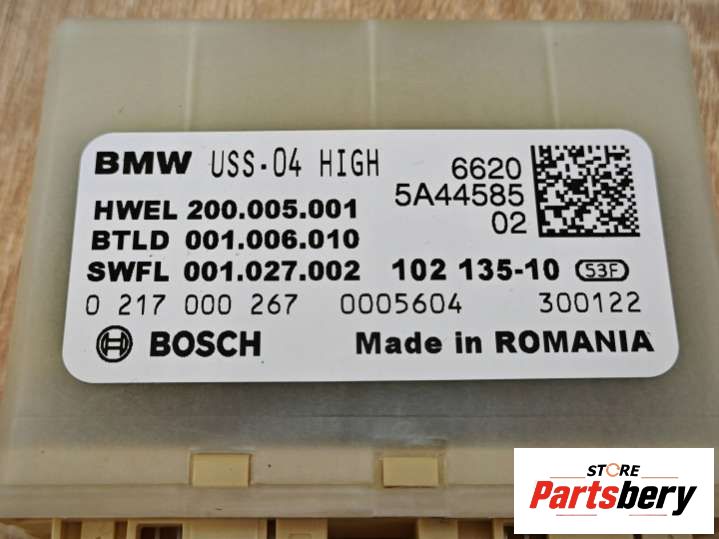 BMW USS-04 HIGH 6620
5A44585
HWEL 200.005.001 02
BTLD 001.006.010
SWFL 001.027.002 102 135-10 53F
0 217 000 267 0005604 300122
BOSCH Made in ROMANIA
STORE
Partsbery